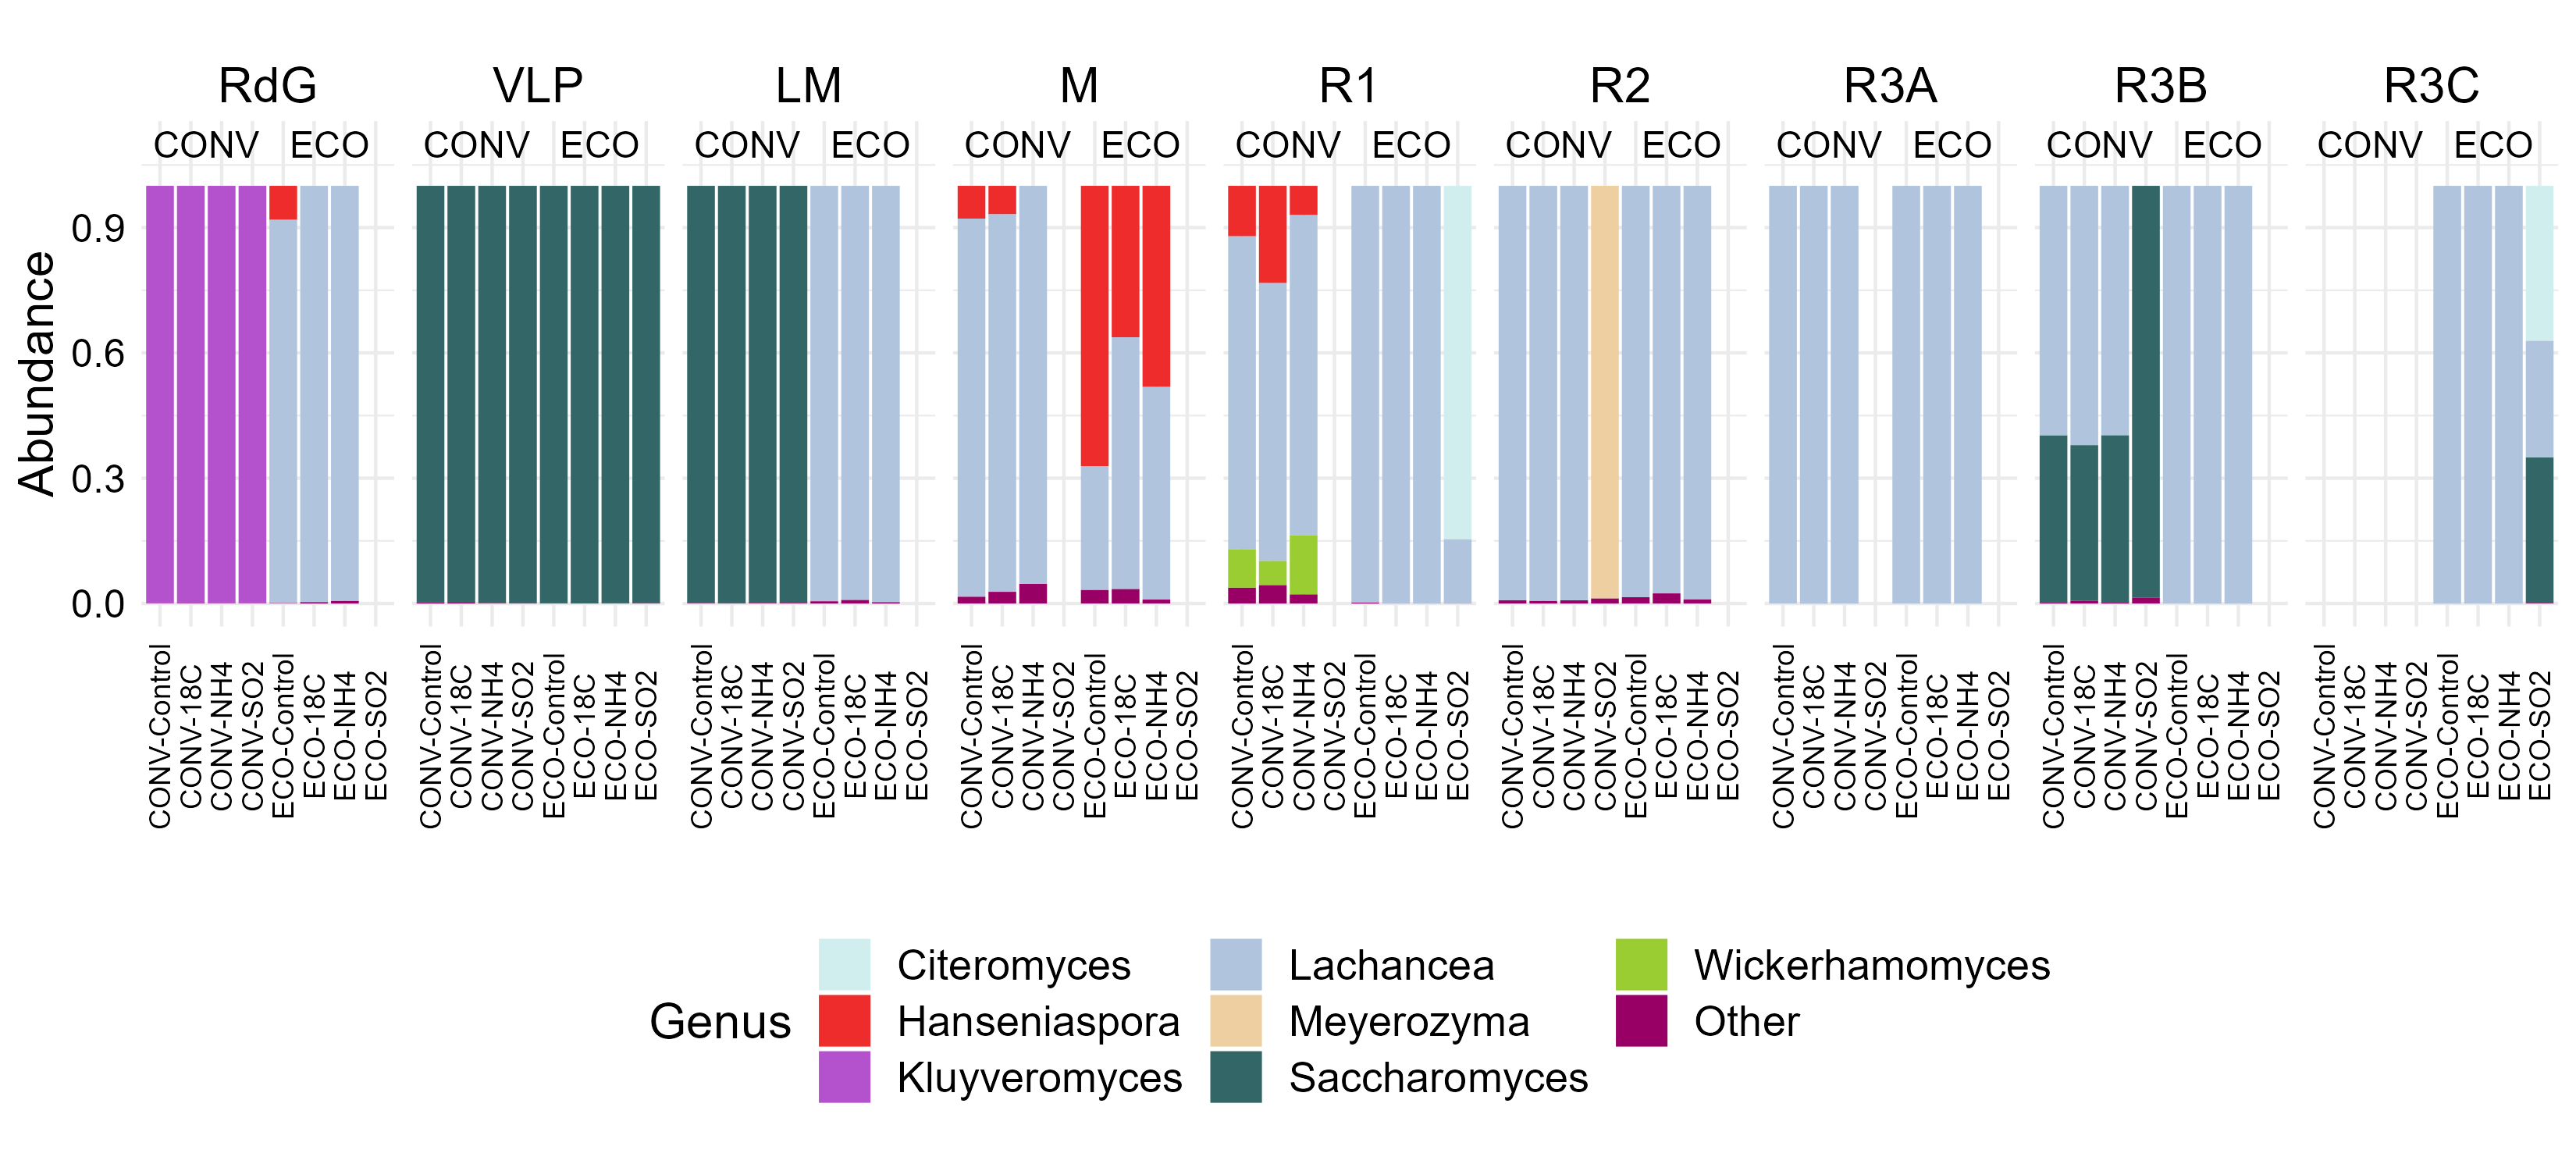 RdG VLP LM M R1 R2 R3A R3B R3C
CONV ECO CONV ECO CONV ECO CONV ECO CONV ECO CONV ECO CONV ECO CONV ECO CONV ECO
Abundance
0.9
0.6
0.3
0.0
CONV-Control CONV-18C CONV-NH4 CONV-SO2 ECO-Control ECO-18C ECO-NH4 ECO-SO2
CONV-Control CONV-18C CONV-NH4 CONV-SO2 ECO-Control ECO-18C ECO-NH4 ECO-SO2
CONV-Control CONV-18C CONV-NH4 CONV-SO2 ECO-Control ECO-18C ECO-NH4 ECO-SO2
CONV-Control CONV-18C CONV-NH4 CONV-SO2 ECO-Control ECO-18C ECO-NH4 ECO-SO2
CONV-Control CONV-18C CONV-NH4 CONV-SO2 ECO-Control ECO-18C ECO-NH4 ECO-SO2
CONV-Control CONV-18C CONV-NH4 CONV-SO2 ECO-Control ECO-18C ECO-NH4 ECO-SO2
CONV-Control CONV-18C CONV-NH4 CONV-SO2 ECO-Control ECO-18C ECO-NH4 ECO-SO2
CONV-Control CONV-18C CONV-NH4 CONV-SO2 ECO-Control ECO-18C ECO-NH4 ECO-SO2
CONV-Control CONV-18C CONV-NH4 CONV-SO2 ECO-Control ECO-18C ECO-NH4 ECO-SO2
Genus
Citeromyces
Hanseniaspora
Kluyveromyces
Lachancea
Meyerozyma
Saccharomyces
Wickerhamomyces
Other